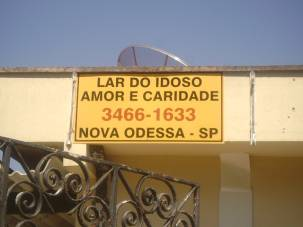 LAR DO IDOSO
AMOR E CARIDADE
3466-1633
NOVA ODESSA - SP